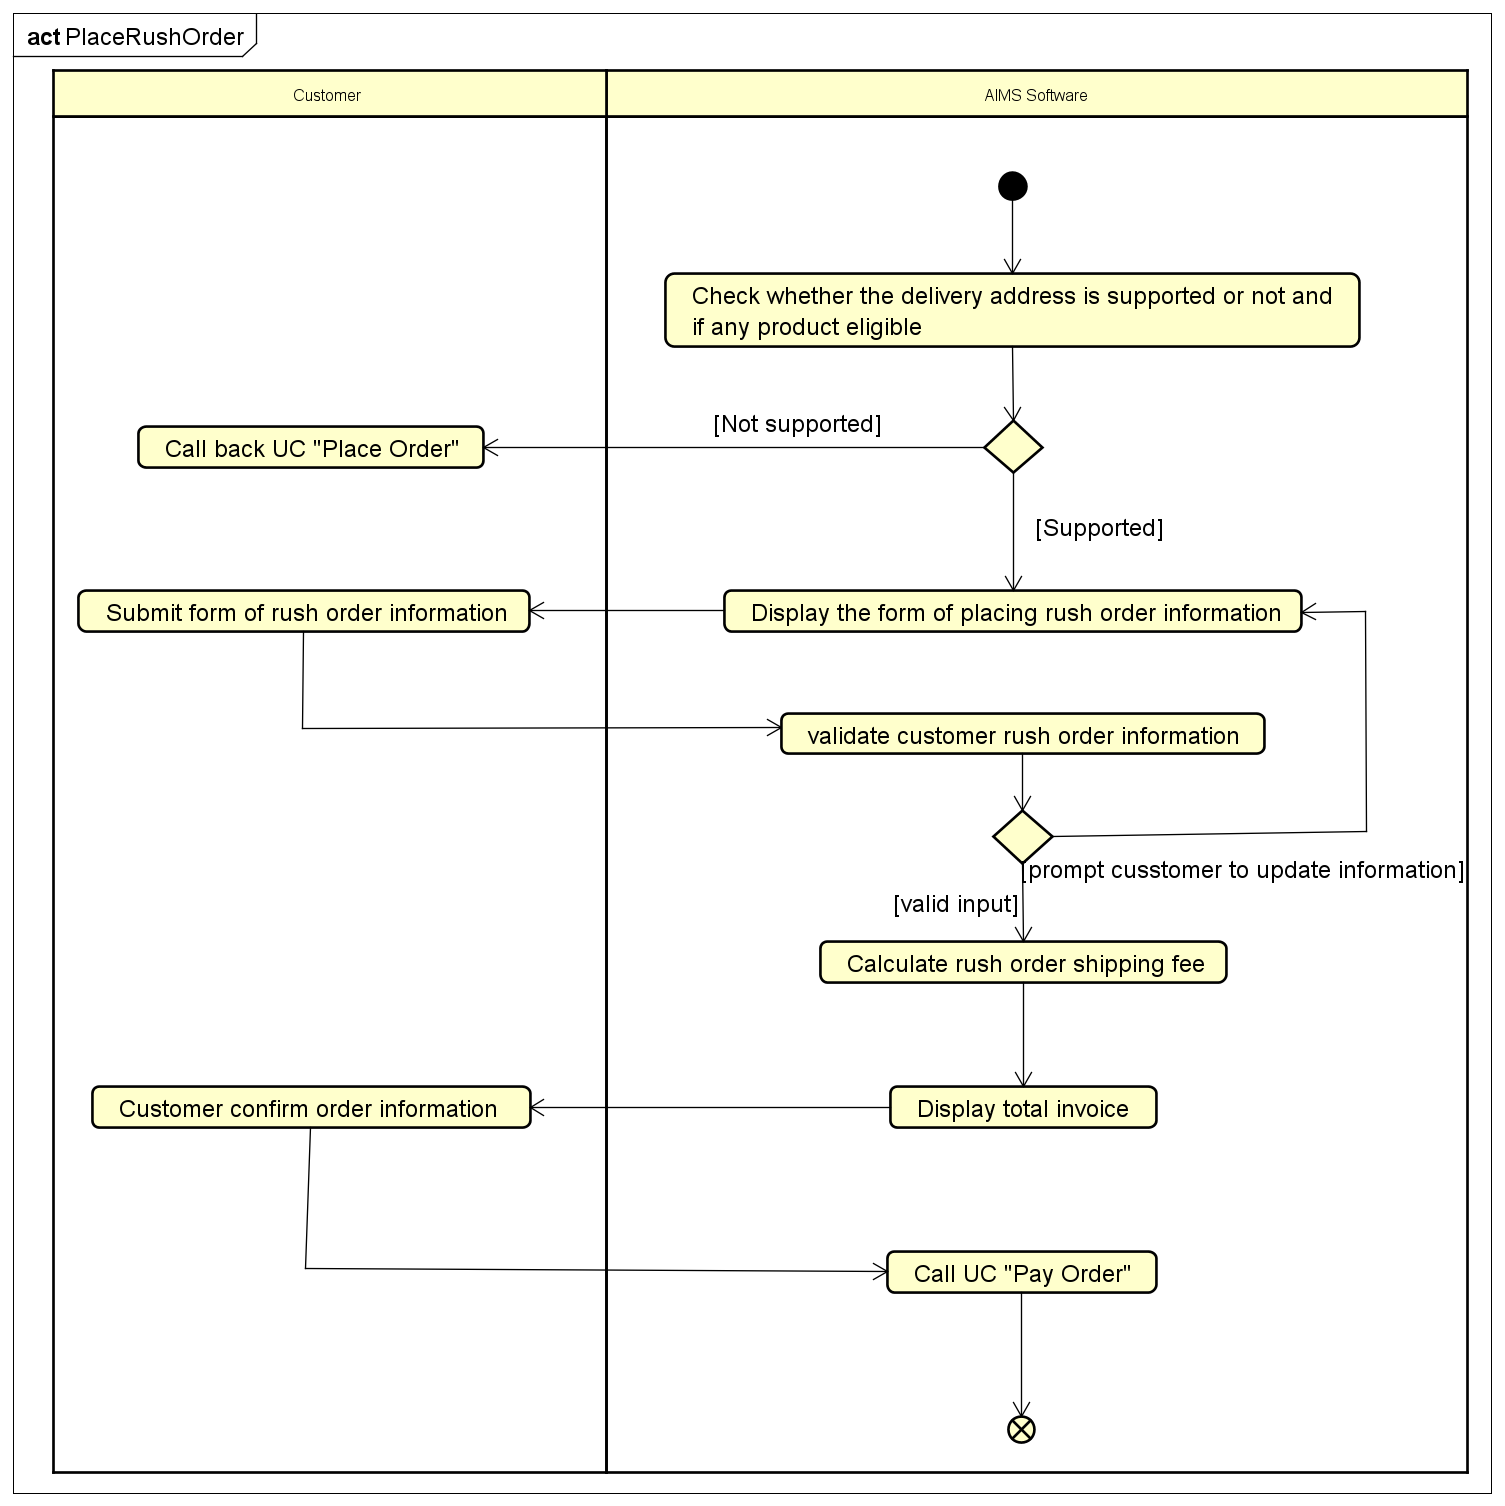 act PlaceRushOrder
Customer
AIMS Software
Check whether the delivery address is supported or not and
if any product eligible
[Not supported]
Call back UC "Place Order"
[Supported]
Submit form of rush order information
Display the form of placing rush order information
validate customer rush order information
[prompt cusstomer to update information]
[valid input]
Calculate rush order shipping fee
Customer confirm order information
Display total invoice
Call UC "Pay Order"